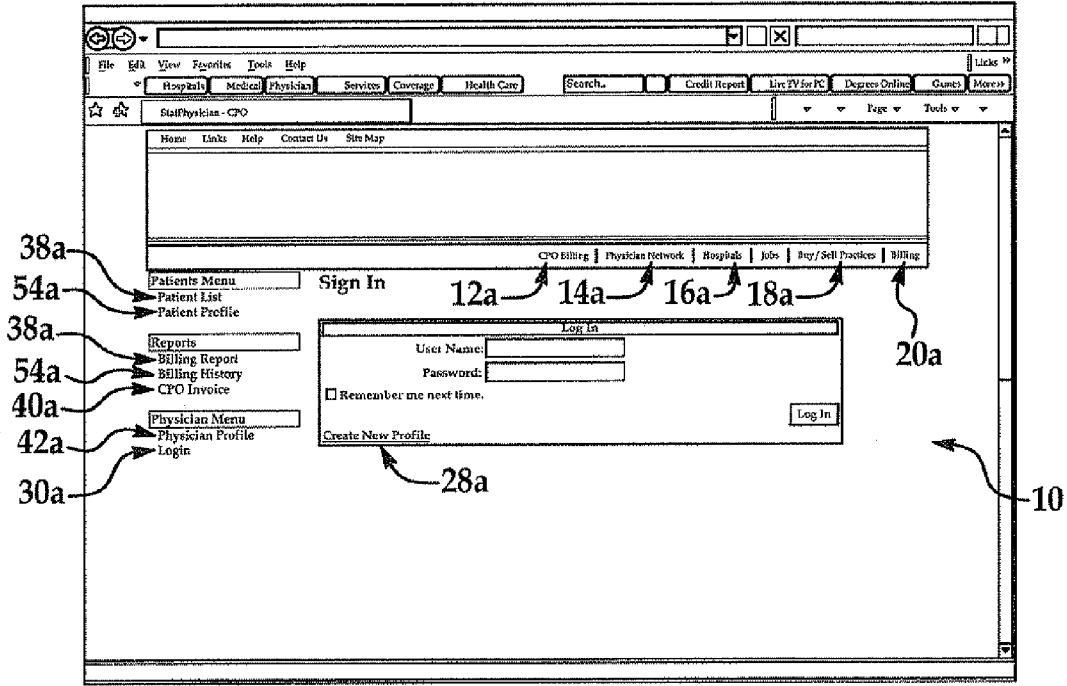 File Edit View Favorites Tools Help Links »
Hospitals Medical Physician Services Coverage Health Care Search.. Credit Report Live TV for PC Degrees Online Games More»
StatPhysician - CPO Page Tools
Home Links Help Contact Us Site Map
CPO Billing | Physician Network | Hospitals | Jobs | Buy / Sell Practices | Billing
38a Patients Menu Sign In 12a 14a 16a 18a
54a Patient List
Patient Profile
Log In
20a
38a Reports
User Name:
Billing Report
54a Billing History Password:
40a CPO Invoice
Remember me next time.
Physician Menu Log In
42a Physician Profile Create New Profile
Login
30a 28a 10